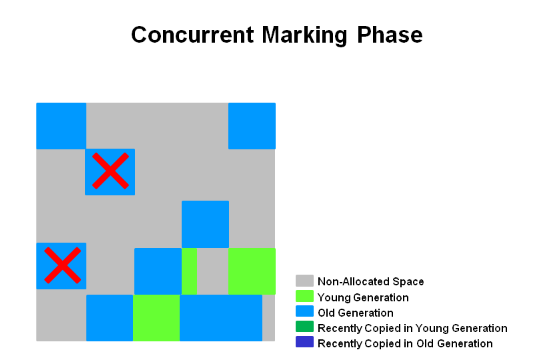 Concurrent Marking Phase
Non-Allocated Space
Young Generation
Old Generation
Recently Copied in Young Generation
Recently Copied in Old Generation